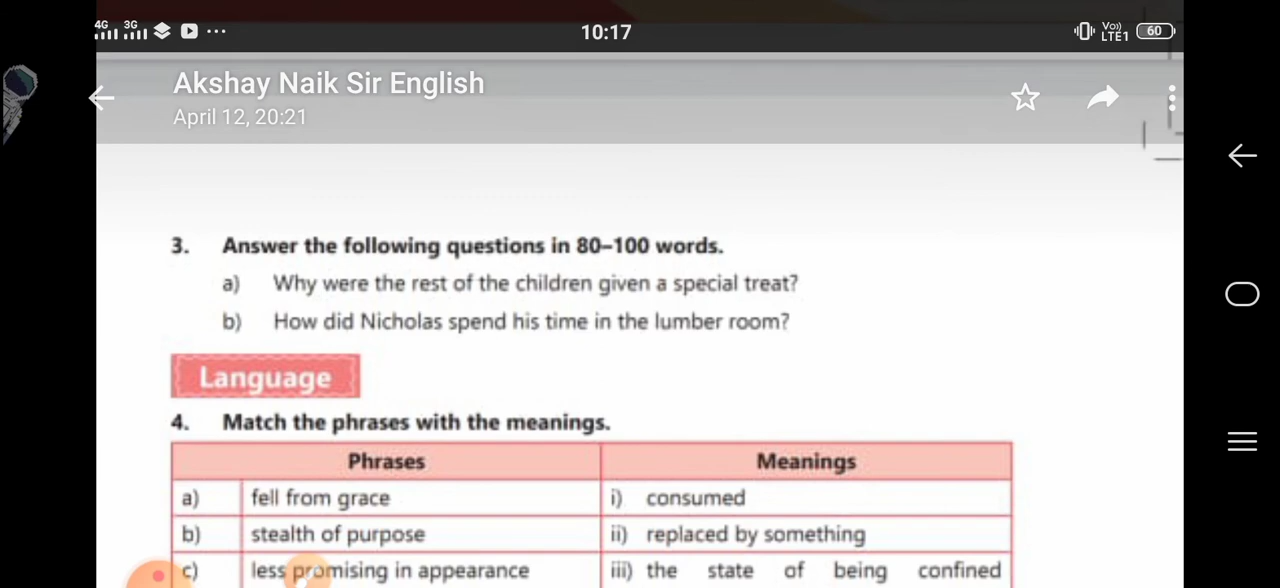 4G 3G ... 10:17 Vo)) LTE1 60
Akshay Naik Sir English
April 12, 20:21
3. Answer the following questions in 80–100 words.
a) Why were the rest of the children given a special treat?
b) How did Nicholas spend his time in the lumber room?
Language
4. Match the phrases with the meanings.
Phrases Meanings
a) fell from grace i) consumed
b) stealth of purpose ii) replaced by something
c) less promising in appearance iii) the state of being confined